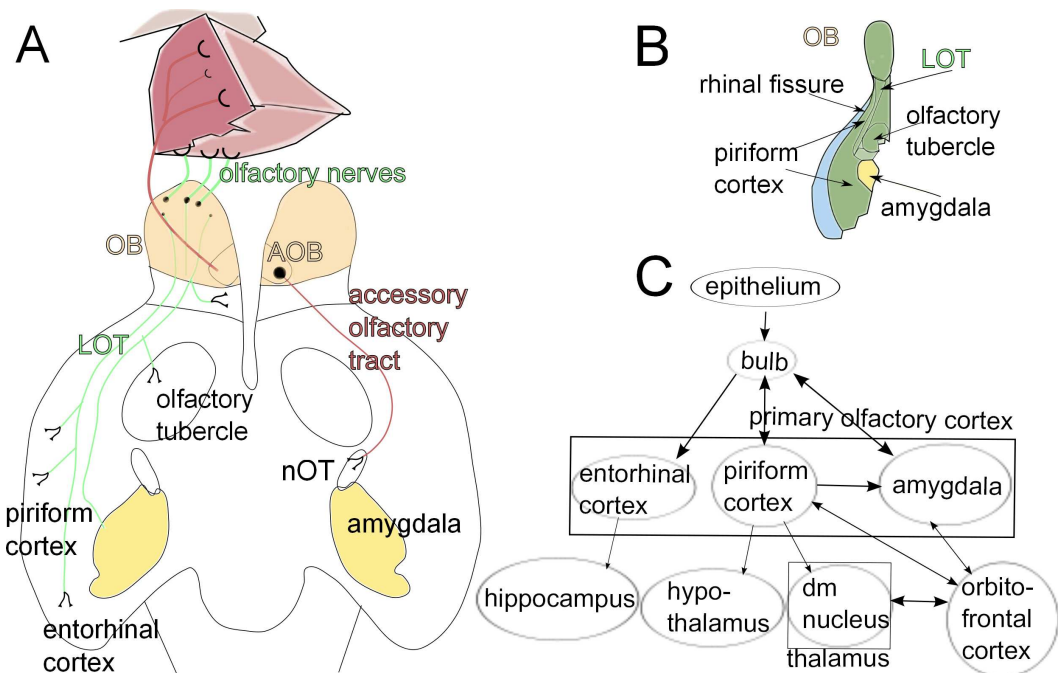 A
olfactory nerves
OB
AOB
accessory
olfactory
tract
LOT
olfactory
tubercle
nOT
piriform
cortex
amygdala
entorhinal
cortex
B
OB
LOT
rhinal fissure
olfactory
tubercle
piriform
cortex
amygdala
C
epithelium
bulb
primary olfactory cortex
entorhinal
cortex
piriform
cortex
amygdala
hippocampus
hypo-
thalamus
dm
nucleus
thalamus
orbito-
frontal
cortex